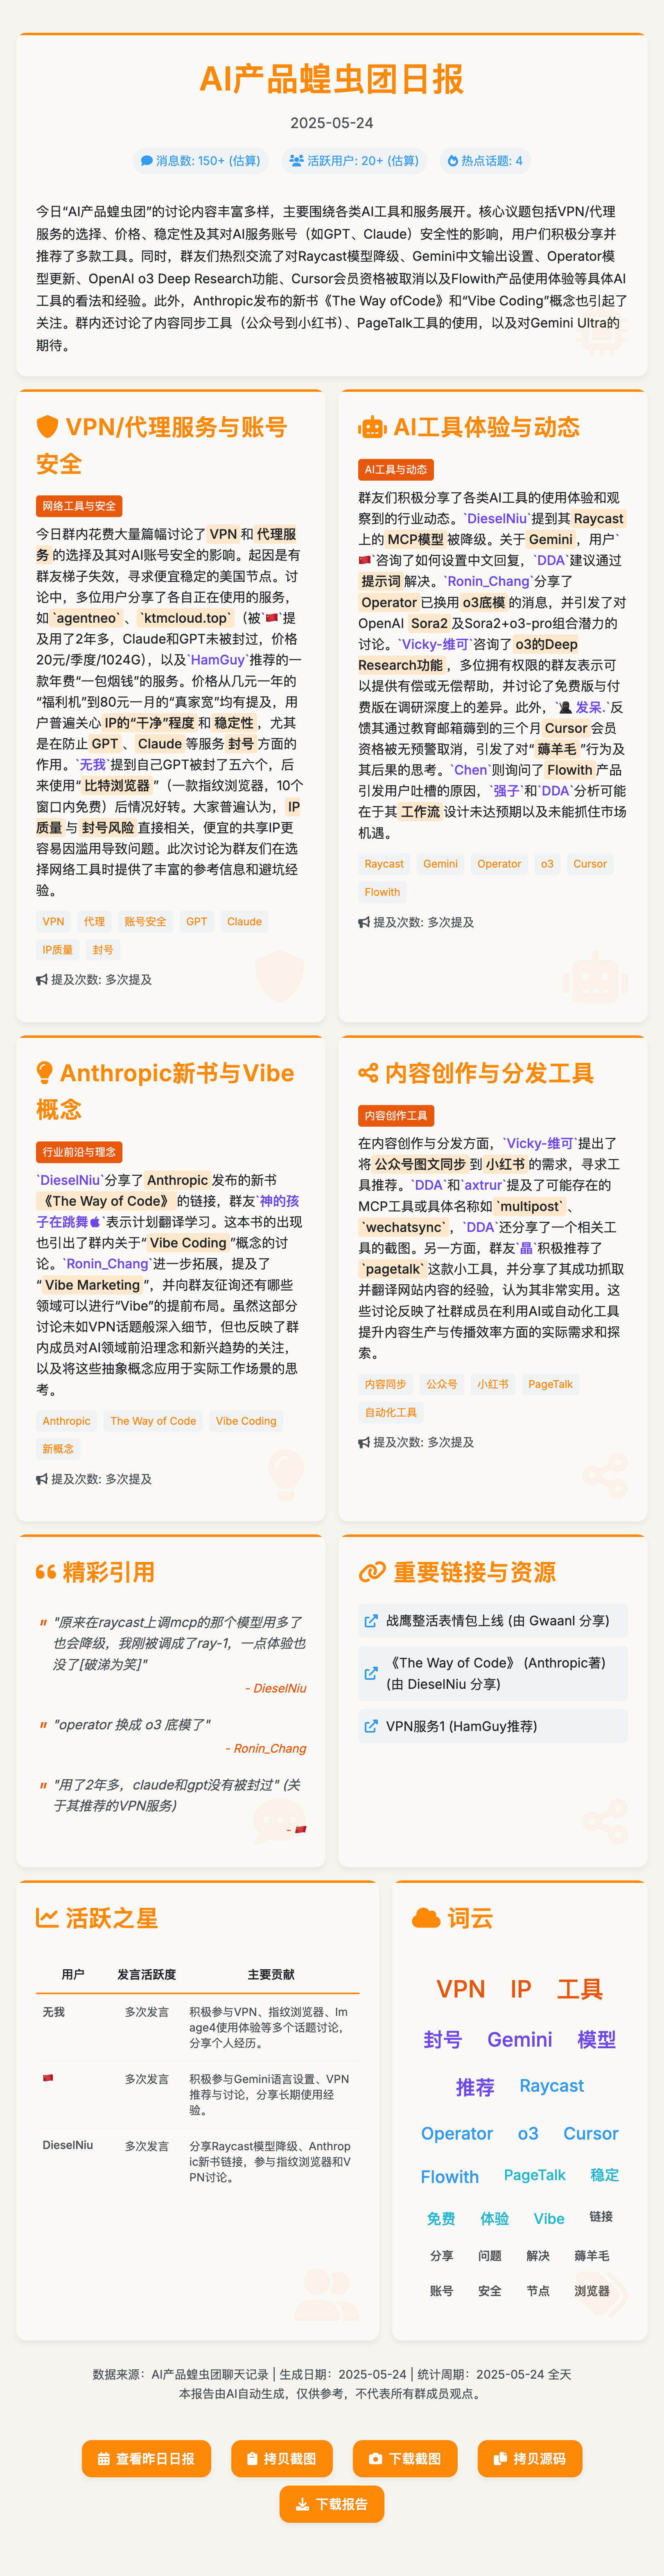 AI产品蝗虫团日报
2025-05-24
消息数: 150+ (估算) 活跃用户: 20+ (估算) 热点话题: 4
今日“AI产品蝗虫团”的讨论内容丰富多样，主要围绕各类AI工具和服务展开。核心议题包括VPN/代理
服务的选择、价格、稳定性及其对AI服务账号（如GPT、Claude）安全性的影响，用户们积极分享并
推荐了多款工具。同时，群友们热烈交流了对Raycast模型降级、Gemini中文输出设置、Operator模
型更新、OpenAI o3 Deep Research功能、Cursor会员资格被取消以及Flowith产品使用体验等具体AI
工具的看法和经验。此外，Anthropic发布的新书《The Way ofCode》和“Vibe Coding”概念也引起了
关注。群内还讨论了内容同步工具（公众号到小红书）、PageTalk工具的使用，以及对Gemini Ultra的
期待。
VPN/代理服务与账号
安全
网络工具与安全
今日群内花费大量篇幅讨论了 VPN 和 代理服
务 的选择及其对AI账号安全的影响。起因是有
群友梯子失效，寻求便宜稳定的美国节点。讨
论中，多位用户分享了各自正在使用的服务，
如 `agentneo` 、 `ktmcloud.top` （被`🇨🇳`提
及用了2年多，Claude和GPT未被封过，价格
20元/季度/1024G），以及`HamGuy`推荐的一
款年费“一包烟钱”的服务。价格从几元一年的
“福利机”到80元一月的“真家宽”均有提及，用
户普遍关心 IP的“干净”程度 和 稳定性 ，尤其
是在防止 GPT 、 Claude 等服务 封号 方面的
作用。`无我`提到自己GPT被封了五六个，后
来使用“ 比特浏览器 ”（一款指纹浏览器，10个
窗口内免费）后情况好转。大家普遍认为， IP
质量 与 封号风险 直接相关，便宜的共享IP更
容易因滥用导致问题。此次讨论为群友们在选
择网络工具时提供了丰富的参考信息和避坑经
验。
VPN 代理 账号安全 GPT Claude
IP质量 封号
提及次数: 多次提及
AI工具体验与动态
AI工具与动态
群友们积极分享了各类AI工具的使用体验和观
察到的行业动态。`DieselNiu`提到其 Raycast
上的 MCP模型 被降级。关于 Gemini ，用户`
🇨🇳`咨询了如何设置中文回复，`DDA`建议通过
提示词 解决。`Ronin_Chang`分享了
Operator 已换用 o3底模 的消息，并引发了对
OpenAI Sora2 及Sora2+o3-pro组合潜力的
讨论。`Vicky-维可`咨询了 o3的Deep
Research功能 ，多位拥有权限的群友表示可
以提供有偿或无偿帮助，并讨论了免费版与付
费版在调研深度上的差异。此外，`🥷🏿 发呆.`反
馈其通过教育邮箱薅到的三个月 Cursor 会员
资格被无预警取消，引发了对“ 薅羊毛 ”行为及
其后果的思考。`Chen`则询问了 Flowith 产品
引发用户吐槽的原因，`强子`和`DDA`分析可能
在于其 工作流 设计未达预期以及未能抓住市场
机遇。
Raycast Gemini Operator o3 Cursor
Flowith
提及次数: 多次提及
Anthropic新书与Vibe
概念
行业前沿与理念
`DieselNiu`分享了 Anthropic 发布的新书
《The Way of Code》 的链接，群友`神的孩
子在跳舞🍎`表示计划翻译学习。这本书的出现
也引出了群内关于“ Vibe Coding ”概念的讨
论。`Ronin_Chang`进一步拓展，提及了
“ Vibe Marketing ”，并向群友征询还有哪些
领域可以进行“Vibe”的提前布局。虽然这部分
讨论未如VPN话题般深入细节，但也反映了群
内成员对AI领域前沿理念和新兴趋势的关注，
以及将这些抽象概念应用于实际工作场景的思
考。
Anthropic The Way of Code Vibe Coding
新概念
提及次数: 多次提及
内容创作与分发工具
内容创作工具
在内容创作与分发方面，`Vicky-维可`提出了
将 公众号图文同步 到 小红书 的需求，寻求工
具推荐。`DDA`和`axtrur`提及了可能存在的
MCP工具或具体名称如 `multipost` 、
`wechatsync` ，`DDA`还分享了一个相关工
具的截图。另一方面，群友`晶`积极推荐了
`pagetalk` 这款小工具，并分享了其成功抓取
并翻译网站内容的经验，认为其非常实用。这
些讨论反映了社群成员在利用AI或自动化工具
提升内容生产与传播效率方面的实际需求和探
索。
内容同步 公众号 小红书 PageTalk
自动化工具
提及次数: 多次提及
精彩引用
"原来在raycast上调mcp的那个模型用多了
也会降级，我刚被调成了ray-1，一点体验也
没了[破涕为笑]"
- DieselNiu
"operator 换成 o3 底模了"
- Ronin_Chang
"用了2年多，claude和gpt没有被封过" (关
于其推荐的VPN服务)
- 🇨🇳
重要链接与资源
战鹰整活表情包上线 (由 Gwaanl 分享)
《The Way of Code》 (Anthropic著)
(由 DieselNiu 分享)
VPN服务1 (HamGuy推荐)
活跃之星
用户 发言活跃度 主要贡献
无我 多次发言 积极参与VPN、指纹浏览器、Im
age4使用体验等多个话题讨论，
分享个人经历。
🇨🇳 多次发言 积极参与Gemini语言设置、VPN
推荐与讨论，分享长期使用经
验。
DieselNiu 多次发言 分享Raycast模型降级、Anthrop
ic新书链接，参与指纹浏览器和V
PN讨论。
词云
VPN IP 工具
封号 Gemini 模型
推荐 Raycast
Operator o3 Cursor
Flowith PageTalk 稳定
免费 体验 Vibe 链接
分享 问题 解决 薅羊毛
账号 安全 节点 浏览器
数据来源：AI产品蝗虫团聊天记录 | 生成日期：2025-05-24 | 统计周期：2025-05-24 全天
本报告由AI自动生成，仅供参考，不代表所有群成员观点。
查看昨日日报 拷贝截图 下载截图 拷贝源码
下载报告